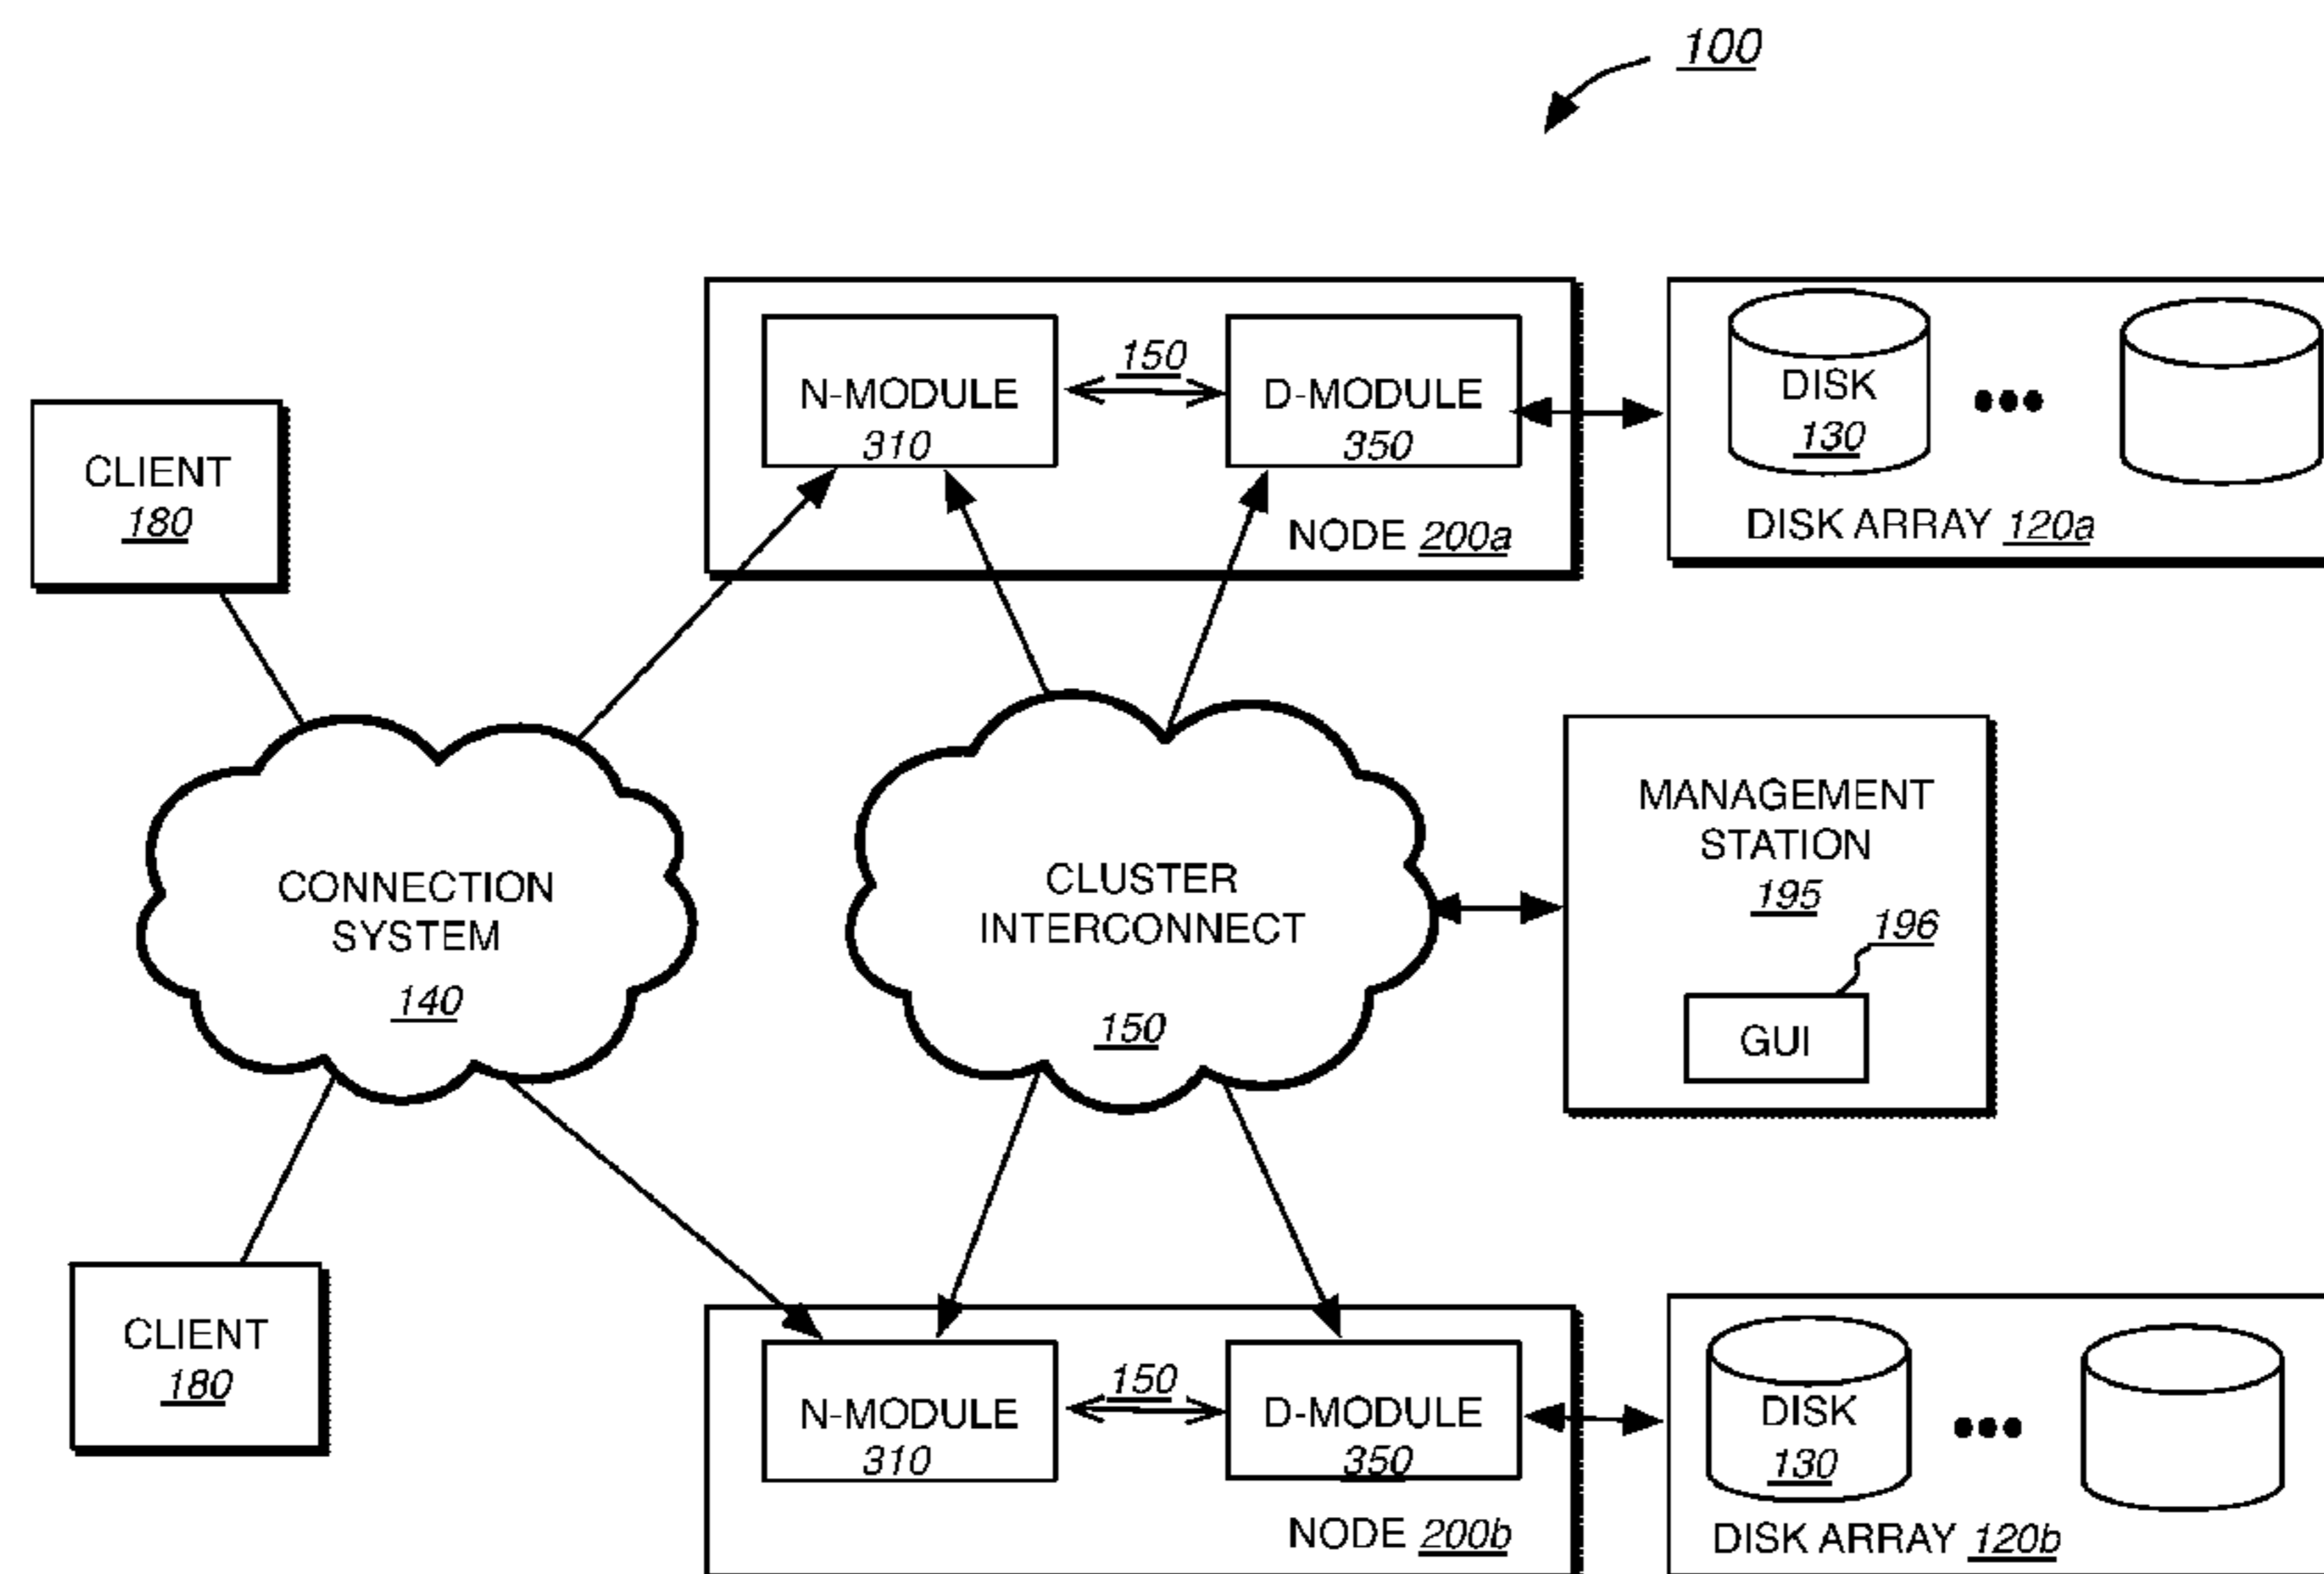 100
N-MODULE
310
150
D-MODULE
350
NODE 200a
DISK
130
DISK ARRAY 120a
CLIENT
180
CONNECTION
SYSTEM
140
CLUSTER
INTERCONNECT
150
MANAGEMENT
STATION
195
196
GUI
CLIENT
180
N-MODULE
310
150
D-MODULE
350
NODE 200b
DISK
130
DISK ARRAY 120b